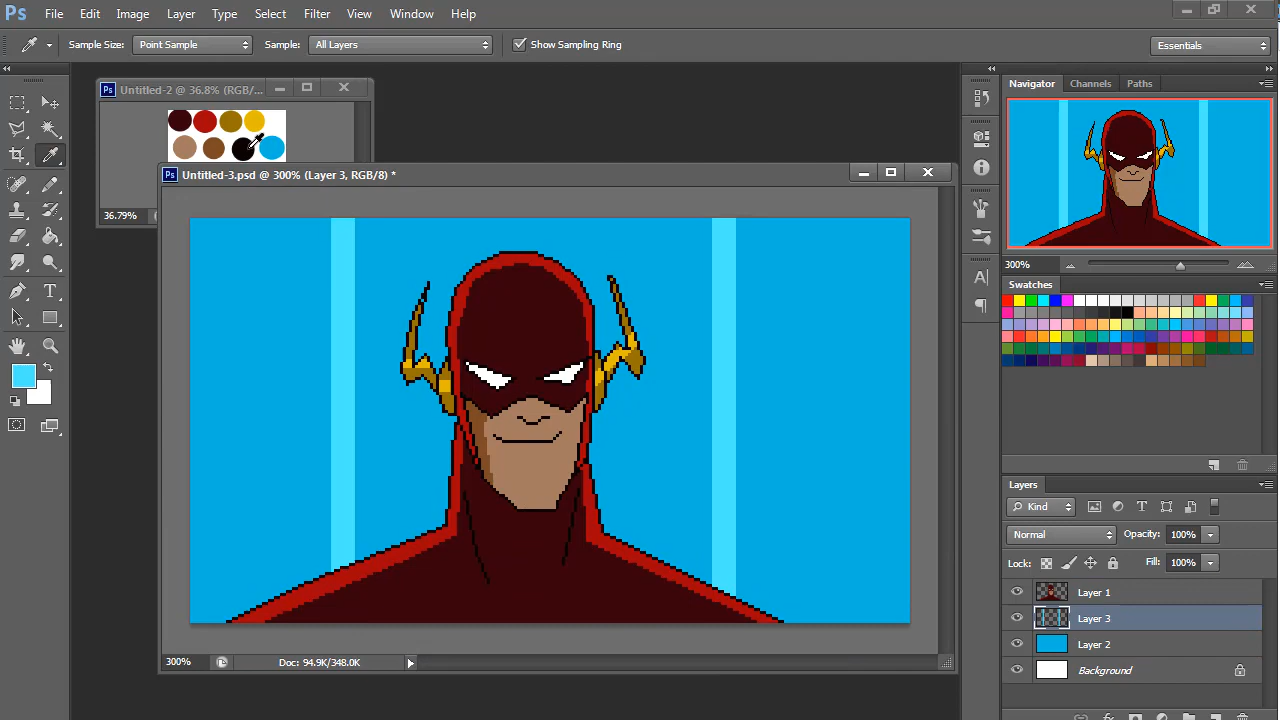 Ps File Edit Image Layer Type Select Filter View Window Help
Sample Size: Point Sample Sample: All Layers Show Sampling Ring Essentials
Ps Untitled-2 @ 36.8% (RGB/...
36.79%
Ps Untitled-3.psd @ 300% (Layer 3, RGB/8) *
300% Doc: 94.9K/348.0K
T
Navigator Channels Paths
300%
A
Swatches
Layers
Kind T
Normal Opacity: 100%
Lock: Fill: 100%
Layer 1
Layer 3
Layer 2
Background
fx